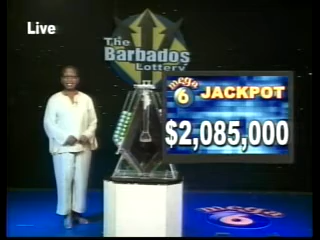 Live
The
Barbados
Lottery
mega
6 JACKPOT
$2,085,000
mega
6